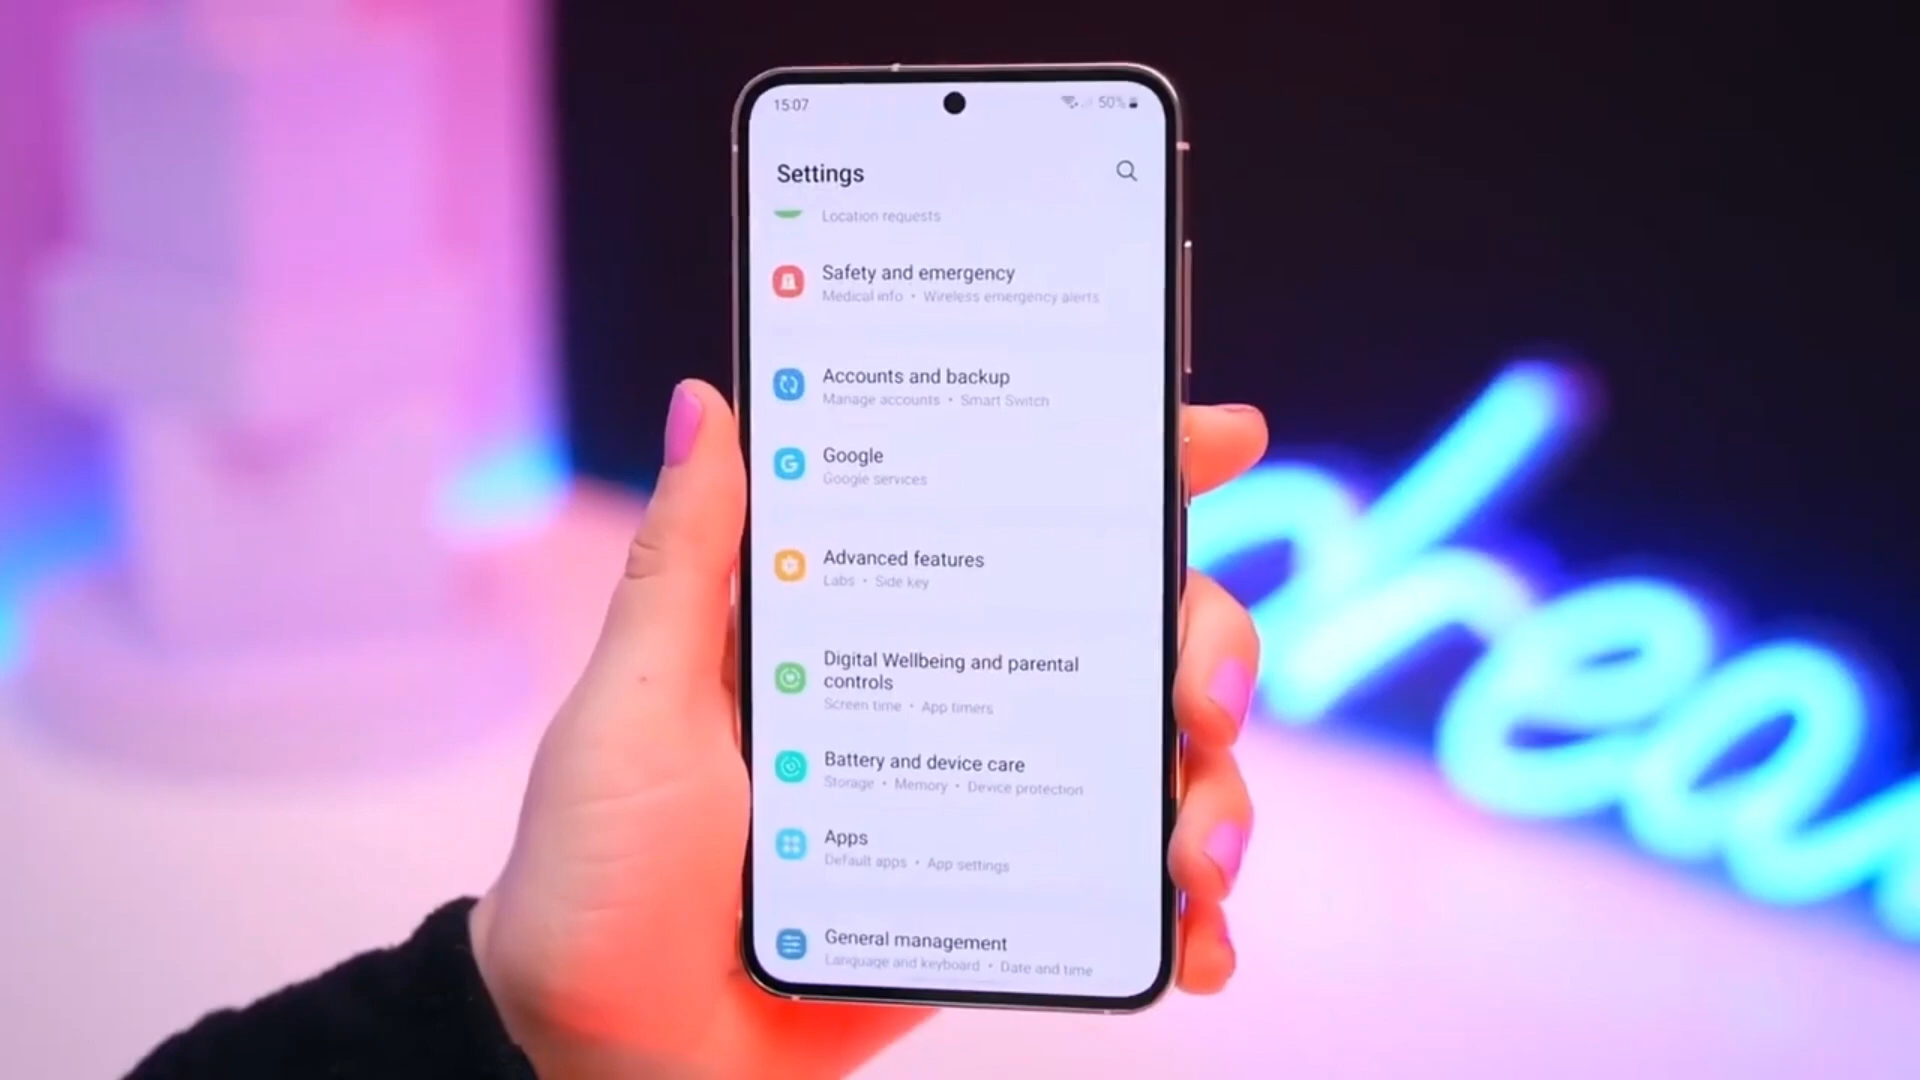 15:07
50%
Settings
Location requests
Safety and emergency
Medical info • Wireless emergency alerts
Accounts and backup
Manage accounts • Smart Switch
Google
Google services
Advanced features
Labs • Side key
Digital Wellbeing and parental
controls
Screen time • App timers
Battery and device care
Storage • Memory • Device protection
Apps
Default apps • App settings
General management
Language and keyboard • Date and time